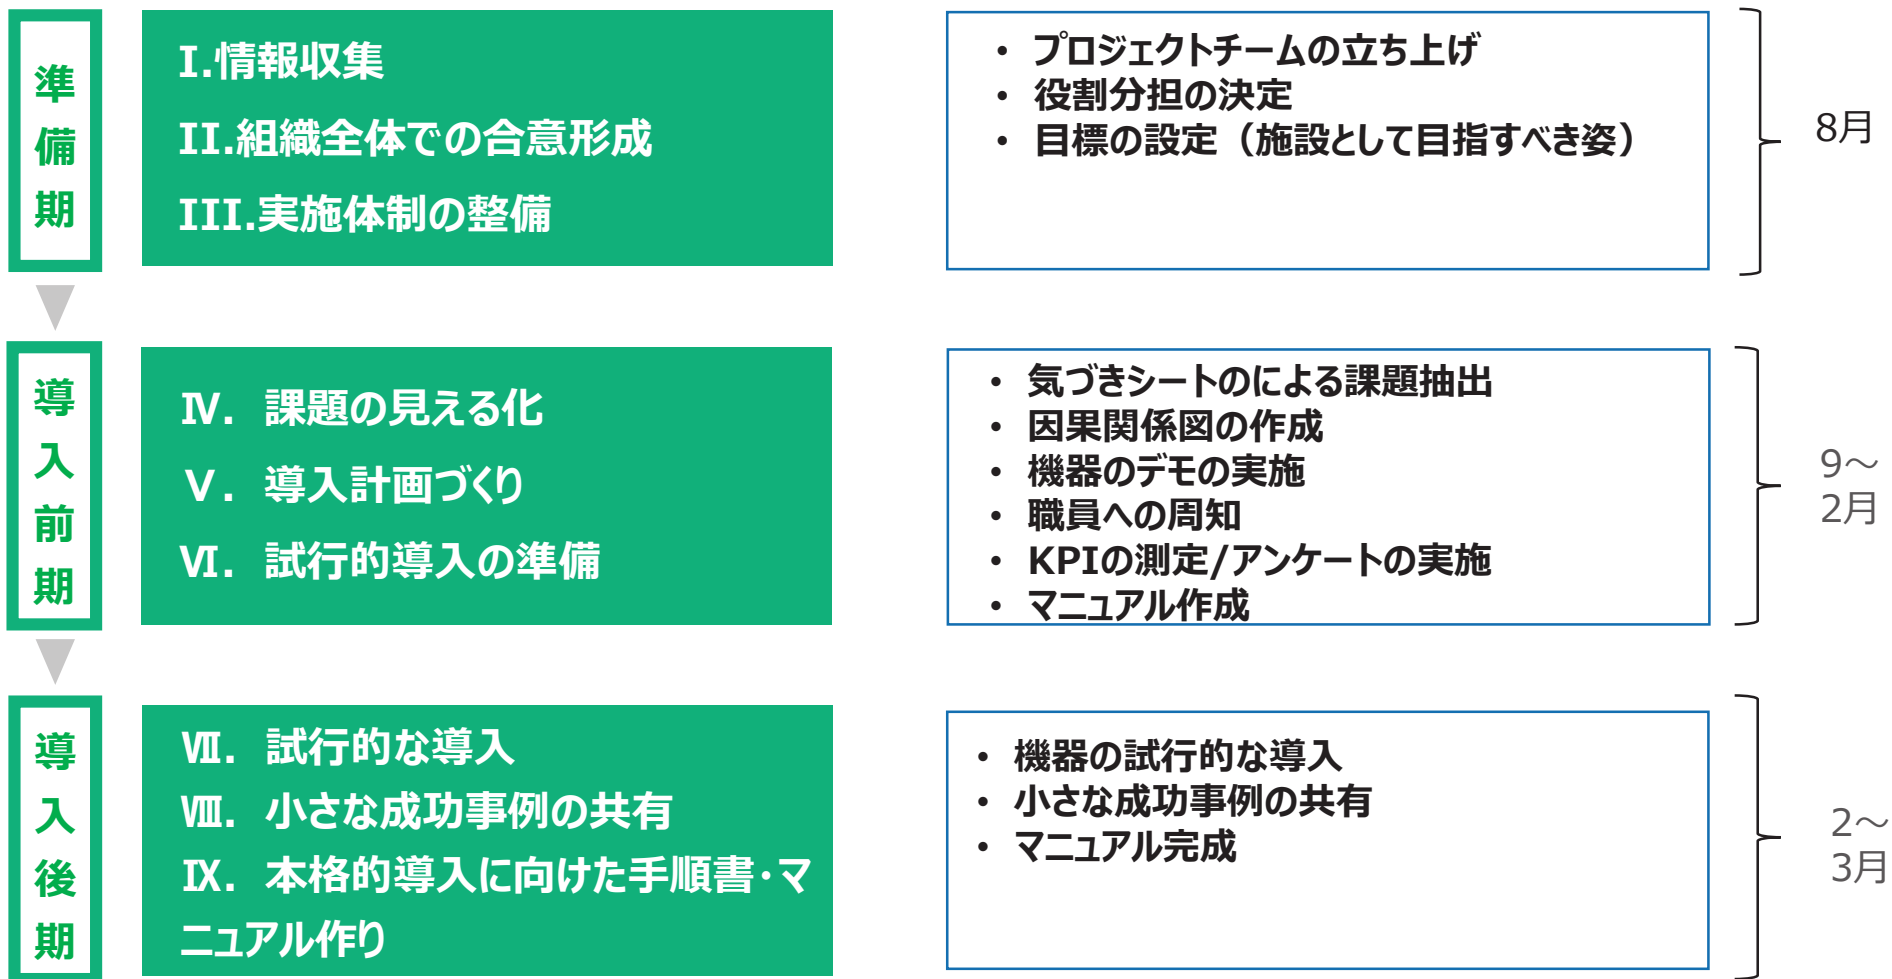 準備期
I.情報収集
II.組織全体での合意形成
III.実施体制の整備
・ プロジェクトチームの立ち上げ
・ 役割分担の決定
・ 目標の設定（施設として目指すべき姿）
8月
導入前期
Ⅳ. 課題の見える化
Ⅴ. 導入計画づくり
Ⅵ. 試行的導入の準備
・ 気づきシートのによる課題抽出
・ 因果関係図の作成
・ 機器のデモの実施
・ 職員への周知
・ KPIの測定/アンケートの実施
・ マニュアル作成
9～
2月
導入後期
Ⅶ. 試行的な導入
Ⅷ. 小さな成功事例の共有
Ⅸ. 本格的導入に向けた手順書・マ
ニュアル作り
・ 機器の試行的な導入
・ 小さな成功事例の共有
・ マニュアル完成
2～
3月